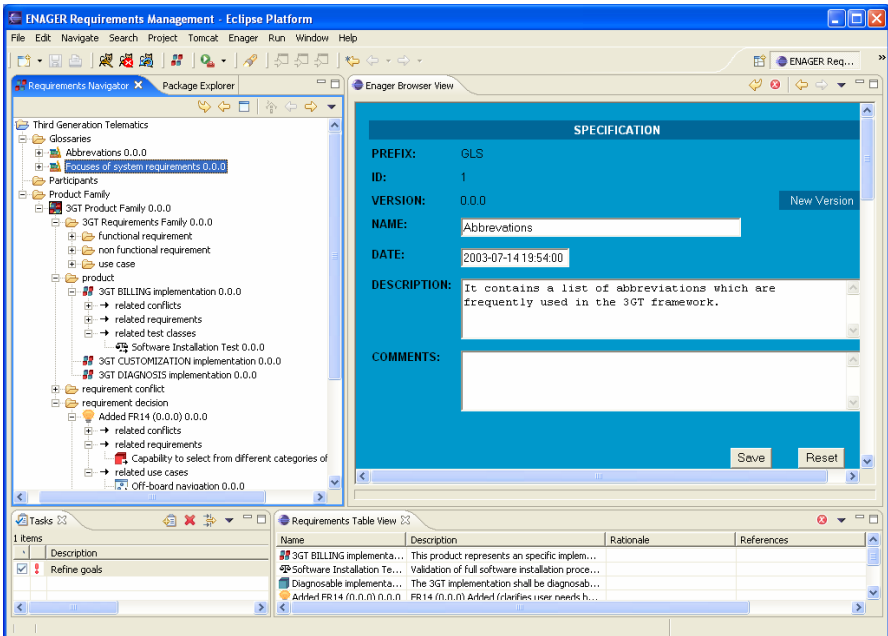 ENAGER Requirements Management - Eclipse Platform
File Edit Navigate Search Project Tomcat Enager Run Window Help
ENAGER Req...
»
Requirements Navigator
Package Explorer
Third Generation Telematics
Glossaries
Abbrevations 0.0.0
Focuses of system requirements 0.0.0
Participants
Product Family
3GT Product Family 0.0.0
3GT Requirements Family 0.0.0
functional requirement
non functional requirement
use case
product
3GT BILLING implementation 0.0.0
related conflicts
related requirements
related test classes
Software Installation Test 0.0.0
3GT CUSTOMIZATION implementation 0.0.0
3GT DIAGNOSIS implementation 0.0.0
requirement conflict
requirement decision
Added FR14 (0.0.0) 0.0.0
related conflicts
related requirements
Capability to select from different categories of
related use cases
Off-board navigation 0.0.0
Enager Browser View
SPECIFICATION
PREFIX: GLS
ID: 1
VERSION: 0.0.0 New Version
NAME: Abbrevations
DATE: 2003-07-14 19:54:00
DESCRIPTION: It contains a list of abbreviations which are
frequently used in the 3GT framework.
COMMENTS:
Save Reset
Tasks
1 items
Description
Refine goals
Requirements Table View
Name Description Rationale References
3GT BILLING implementa... This product represents an specific implem...
Software Installation Te... Validation of full software installation proce...
Diagnosable implementa... The 3GT implementation shall be diagnosab...
Added FR14 (0.0.0) 0.0.0 FR14 (0.0.0) Added (clarifies user needs b...